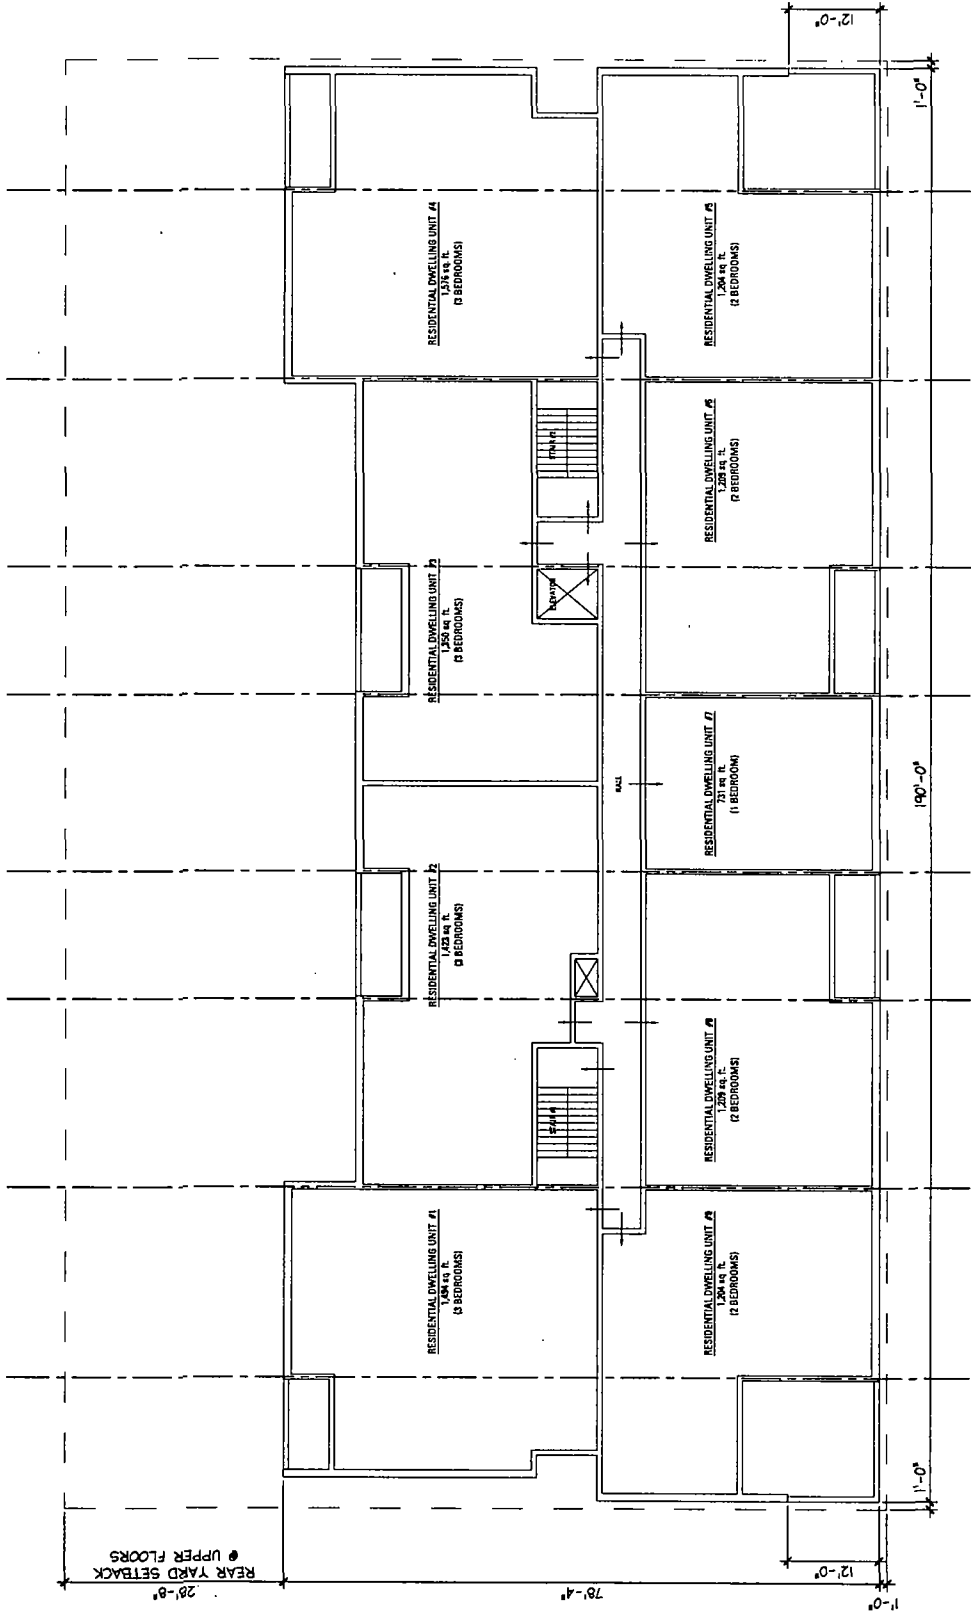 12'-0"
1'-0"
RESIDENTIAL DWELLING UNIT #4
1,576 sq. ft.
(3 BEDROOMS)
RESIDENTIAL DWELLING UNIT #5
1,204 sq. ft.
(2 BEDROOMS)
STAIR #2
RESIDENTIAL DWELLING UNIT #6
1,209 sq. ft.
(2 BEDROOMS)
ELEVATOR
RESIDENTIAL DWELLING UNIT #3
1,350 sq. ft.
(3 BEDROOMS)
HALL
RESIDENTIAL DWELLING UNIT #7
731 sq. ft.
(1 BEDROOM)
190'-0"
RESIDENTIAL DWELLING UNIT #2
1,423 sq. ft.
(3 BEDROOMS)
RESIDENTIAL DWELLING UNIT #8
1,209 sq. ft.
(2 BEDROOMS)
STAIR #1
RESIDENTIAL DWELLING UNIT #1
1,494 sq. ft.
(3 BEDROOMS)
RESIDENTIAL DWELLING UNIT #9
1,204 sq. ft.
(2 BEDROOMS)
1'-0"
REAR YARD SETBACK
@ UPPER FLOORS
28'-8"
78'-4"
12'-0"
1'-0"